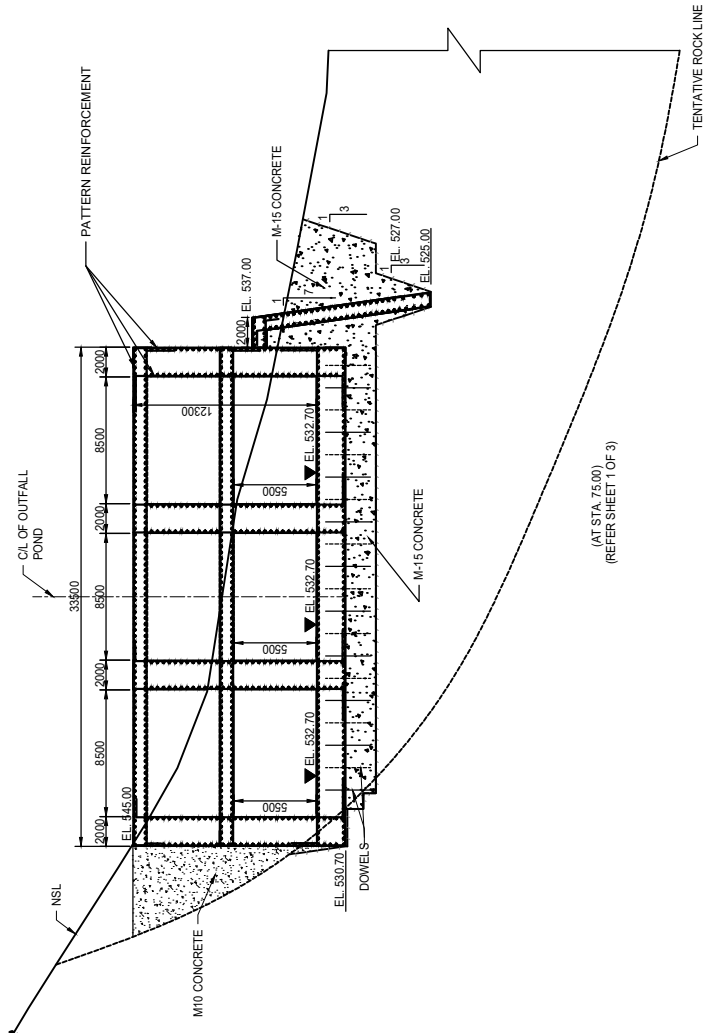 NSL
M10 CONCRETE
C/L OF OUTFALL
POND
33500
2000
8500
2000
8500
2000
8500
2000
PATTERN REINFORCEMENT
EL. 545.00
12300
5500
5500
5500
EL. 532.70
EL. 532.70
EL. 532.70
2000
EL. 537.00
M-15 CONCRETE
1
7
1
3
EL. 527.00
1
3
EL. 525.00
EL. 530.70
DOWELS
M-15 CONCRETE
(AT STA. 75.00)
(REFER SHEET 1 OF 3)
TENTATIVE ROCK LINE